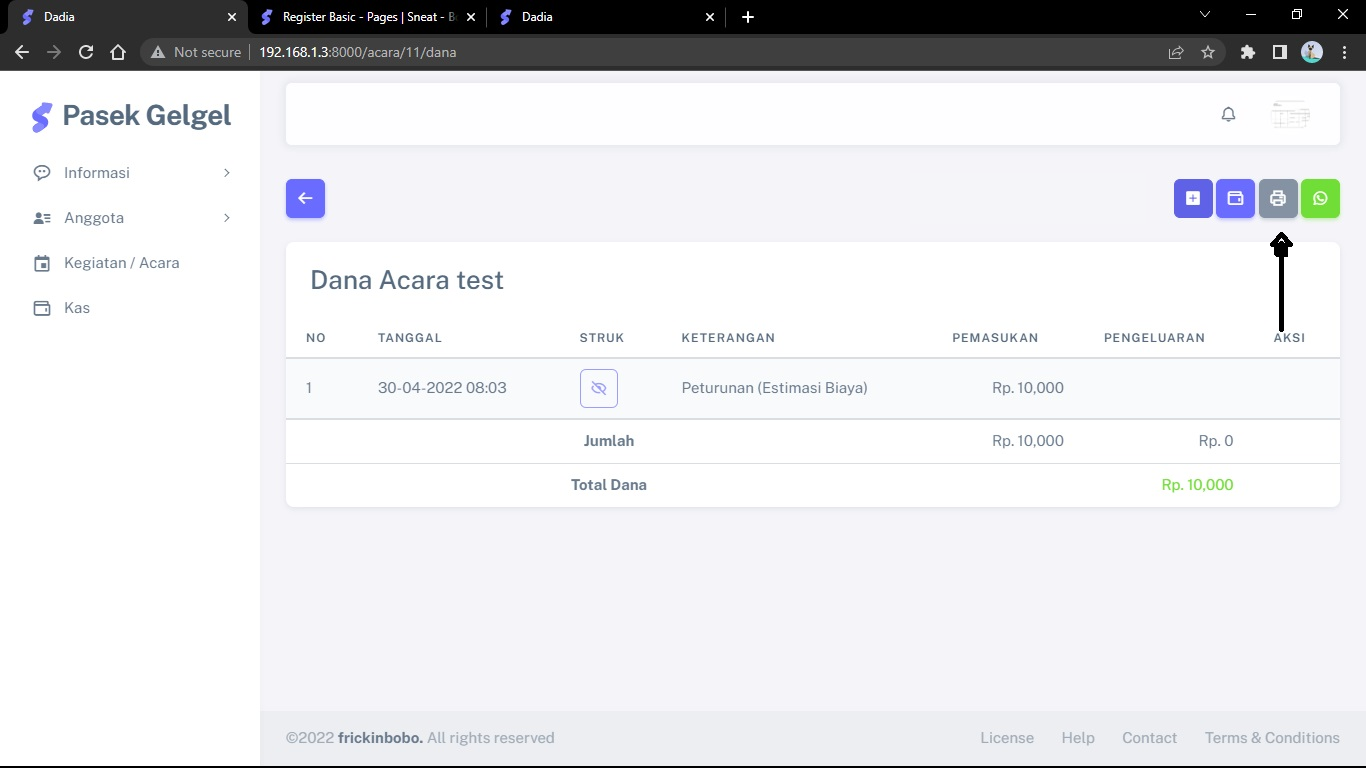 Dadia
Register Basic - Pages | Sneat - B
Dadia
Not secure
192.168.1.3:8000/acara/11/dana
Pasek Gelgel
Informasi
Anggota
Kegiatan / Acara
Kas
Dana Acara test
NO TANGGAL STRUK KETERANGAN PEMASUKAN PENGELUARAN AKSI
1 30-04-2022 08:03 Peturunan (Estimasi Biaya) Rp. 10,000
Jumlah Rp. 10,000 Rp. 0
Total Dana Rp. 10,000
©2022 frickinbobo. All rights reserved
License Help Contact Terms & Conditions